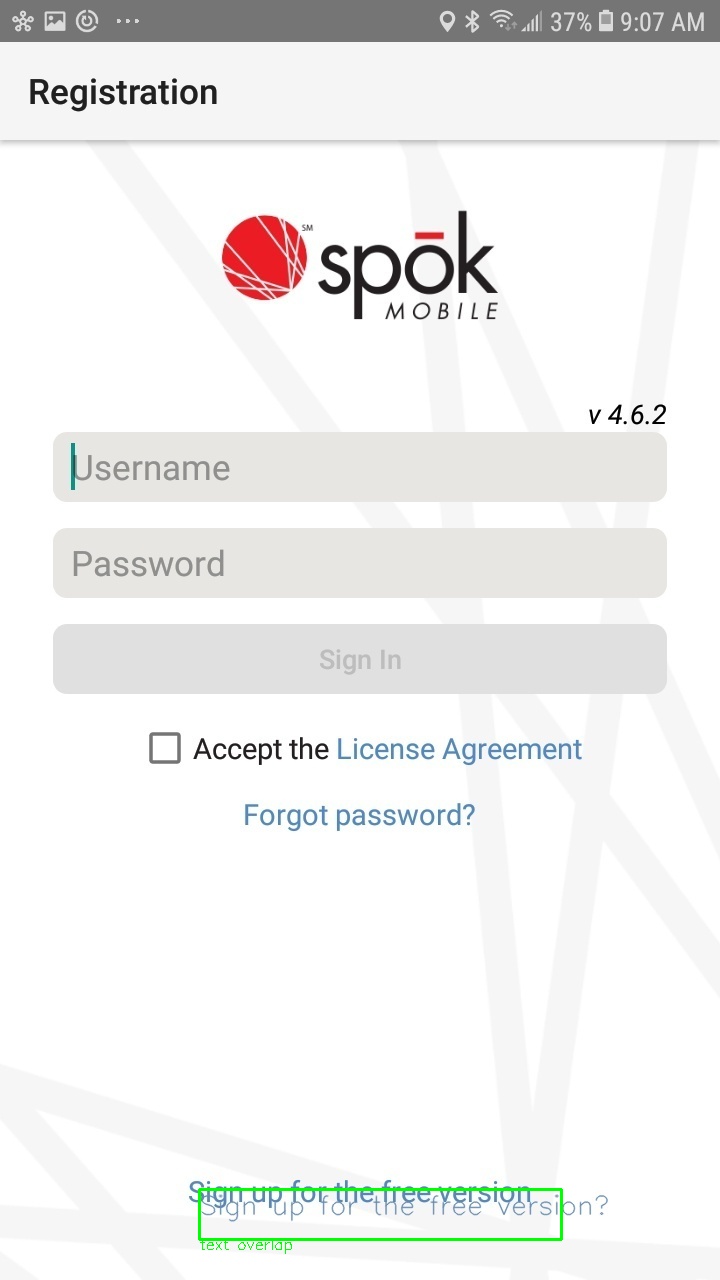 37% 9:07 AM
Registration
SM
spōk
MOBILE
v 4.6.2
Username
Password
Sign In
Accept the License Agreement
Forgot password?
Sign up for the free version
Sign up for the free version?
text overlap